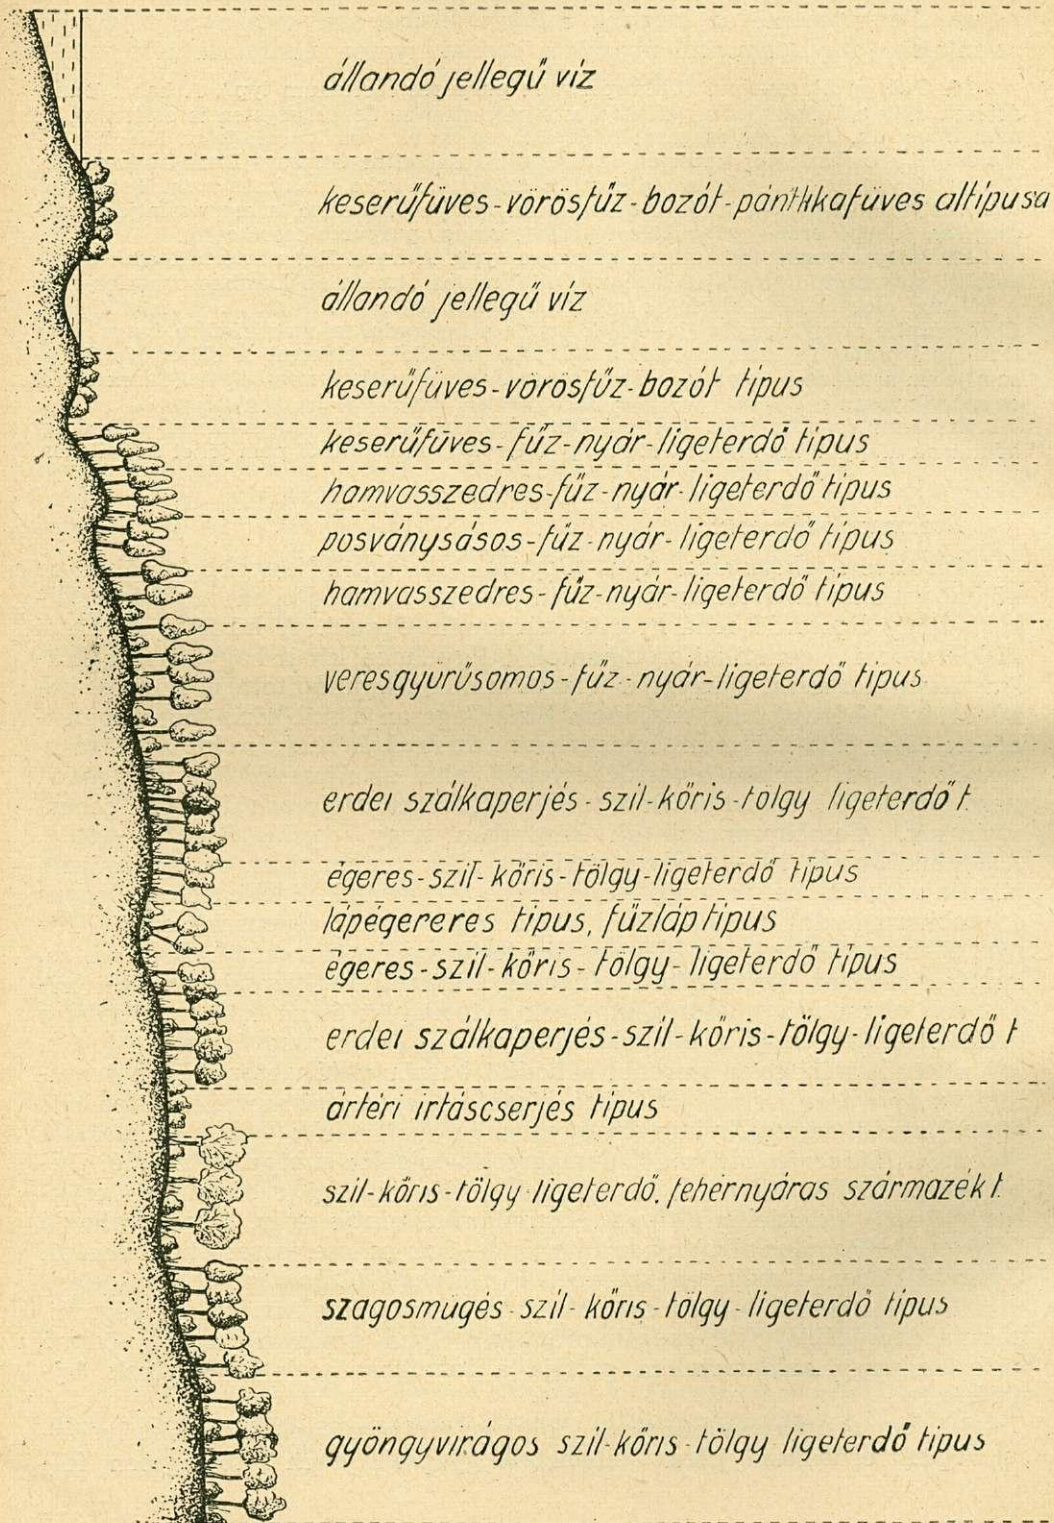 állandó jellegű víz
keserűfüves-vörösfűz-bozót-pántlikafüves altípusa
állandó jellegű víz
keserűfüves-vörösfűz-bozót típus
keserűfüves-fűz-nyár-ligeterdő típus
hamvasszedres-fűz-nyár-ligeterdő típus
posványsásos-fűz-nyár-ligeterdő típus
hamvasszedres-fűz-nyár-ligeterdő típus
veresgyűrűsomos-fűz-nyár-ligeterdő típus
erdei szálkaperjés-szil-kőris-tölgy ligeterdő t.
égeres-szil-kőris-tölgy-ligeterdő típus
lápégereres típus, fűzláp típus
égeres-szil-kőris-tölgy-ligeterdő típus
erdei szálkaperjés-szil-kőris-tölgy-ligeterdő t
ártéri irtáscserjés típus
szil-kőris-tölgy ligeterdő, fehérnyáras származék t.
szagosmügés-szil-kőris-tölgy-ligeterdő típus
gyöngyvirágos szil-kőris-tölgy ligeterdő típus